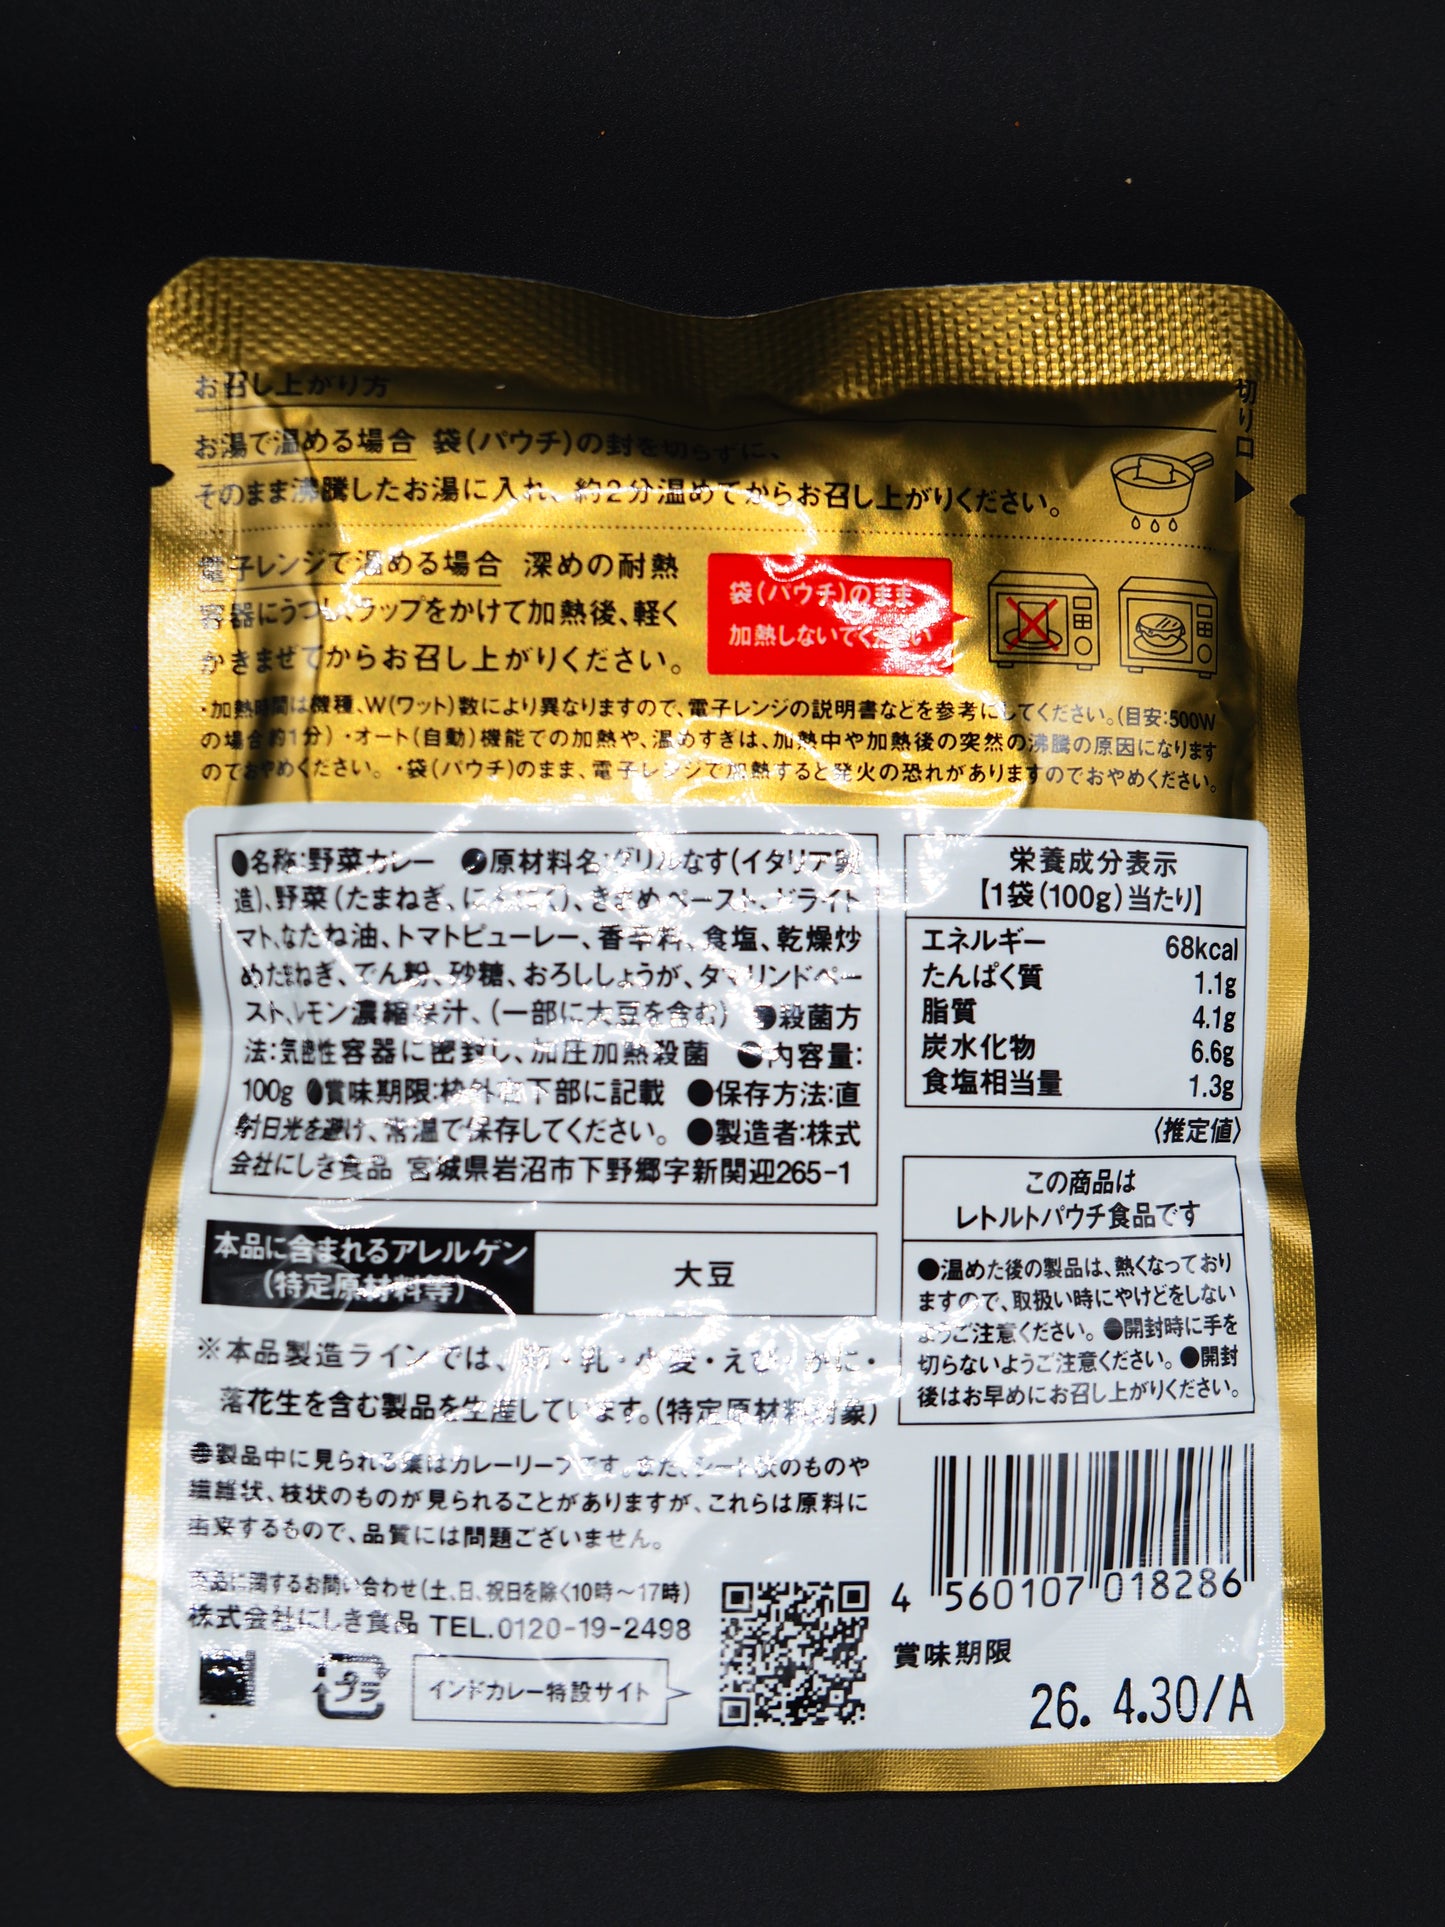 お召し上がり方
切り口
お湯で温める場合 袋(パウチ)の封を切らずに、
そのまま沸騰したお湯に入れ、約2分温めてからお召し上がりください。
電子レンジで温める場合 深めの耐熱
容器にうつし、ラップをかけて加熱後、軽く
かきまぜてからお召し上がりください。
袋(パウチ)のまま
加熱しないでください
・加熱時間は機種、W(ワット)数により異なりますので、電子レンジの説明書などを参考にしてください。(目安:500W
の場合約1分) ・オート(自動)機能での加熱や、温めすぎは、加熱中や加熱後の突然の沸騰の原因になります
のでおやめください。 ・袋(パウチ)のまま、電子レンジで加熱すると発火の恐れがありますのでおやめください。
●名称:野菜カレー ●原材料名:グリルなす(イタリア製
造)、野菜(たまねぎ、にんにく)、きざめペースト、ドライト
マト、なたね油、トマトピューレー、香辛料、食塩、乾燥炒
めたまねぎ、でん粉、砂糖、おろししょうが、タマリンドペー
スト、レモン濃縮果汁、(一部に大豆を含む) ●殺菌方
法:気密性容器に密封し、加圧加熱殺菌 ●内容量:
100g ●賞味期限:枠外右下部に記載 ●保存方法:直
射日光を避け、常温で保存してください。 ●製造者:株式
会社にしき食品 宮城県岩沼市下野郷字新関迎265-1
本品に含まれるアレルゲン
(特定原材料等)
大豆
※本品製造ラインでは、卵・乳・小麦・えび・かに・
落花生を含む製品を生産しています。(特定原材料対象)
●製品中に見られる葉はカレーリーフです。また、シート状のものや
繊維状、枝状のものが見られることがありますが、これらは原料に
由来するもので、品質には問題ございません。
商品に関するお問い合わせ(土、日、祝日を除く10時～17時)
株式会社にしき食品 TEL.0120-19-2498
プラ
インドカレー特設サイト
栄養成分表示
【1袋(100g)当たり】
エネルギー 68kcal
たんぱく質 1.1g
脂質 4.1g
炭水化物 6.6g
食塩相当量 1.3g
〈推定値〉
この商品は
レトルトパウチ食品です
●温めた後の製品は、熱くなっており
ますので、取扱い時にやけどをしない
ようご注意ください。●開封時に手を
切らないようご注意ください。●開封
後はお早めにお召し上がりください。
4 560107 018286
賞味期限
26. 4.30/A